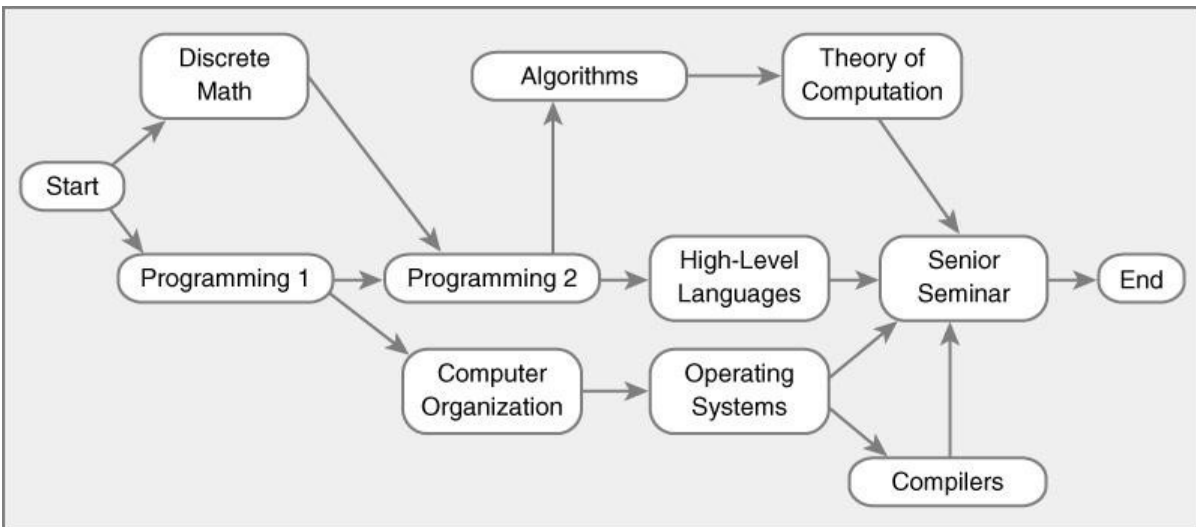 Discrete
Math
Algorithms
Theory of
Computation
Start
Programming 1
Programming 2
High-Level
Languages
Senior
Seminar
End
Computer
Organization
Operating
Systems
Compilers